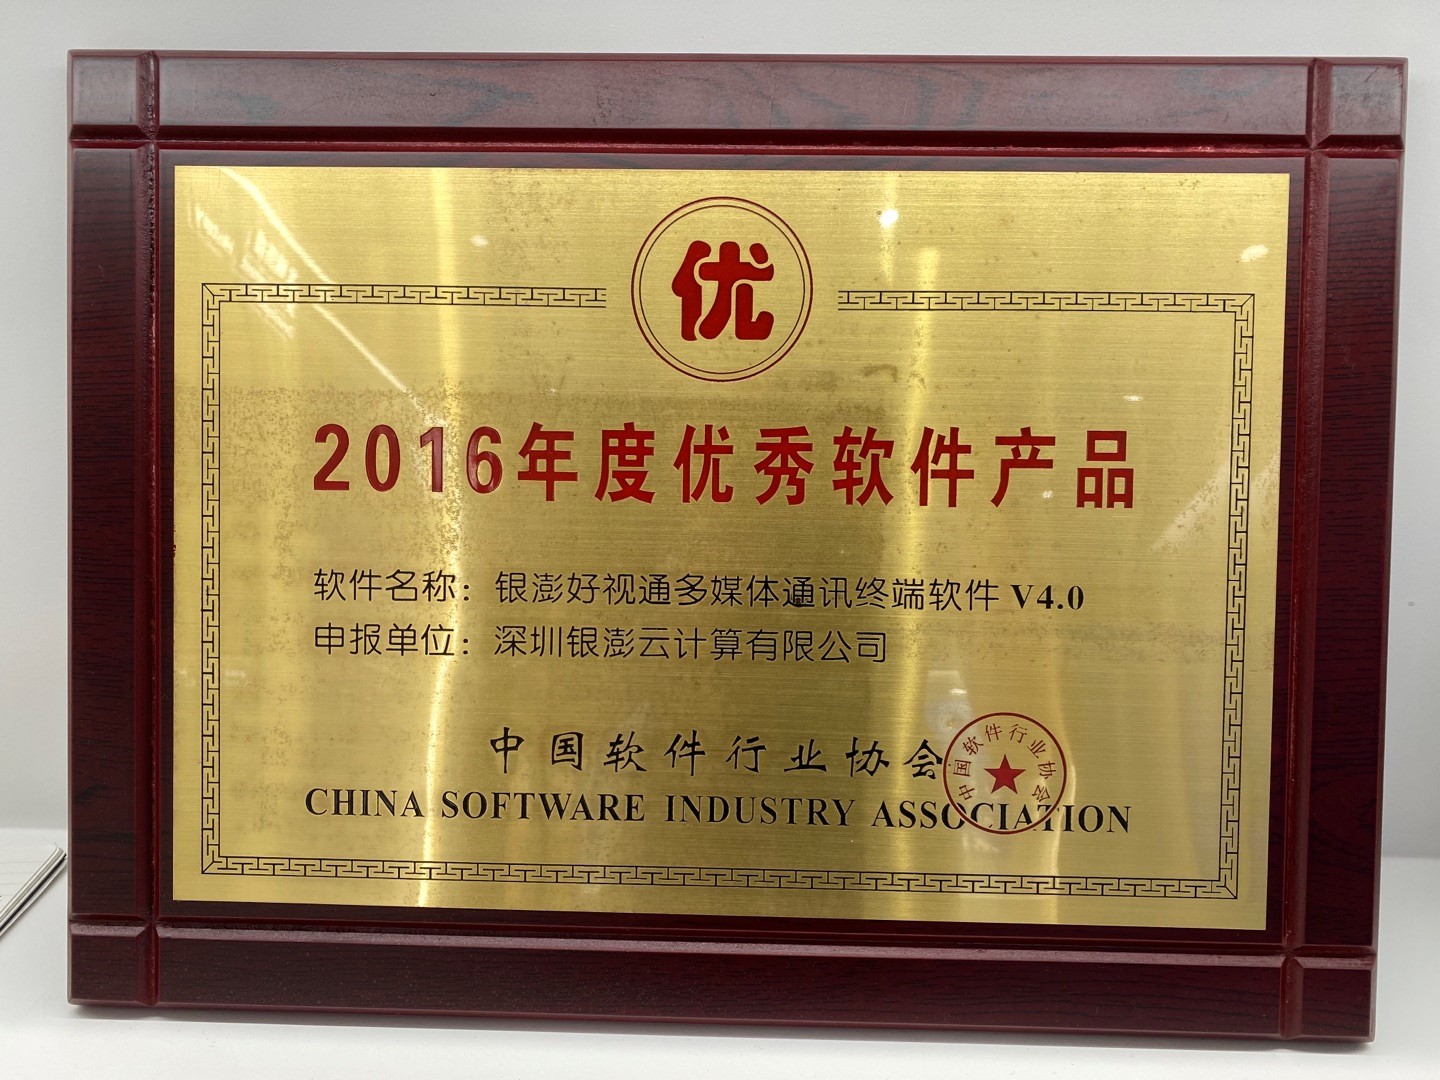 优
2016年度优秀软件产品
软件名称：银澎好视通多媒体通讯终端软件 V4.0
申报单位：深圳银澎云计算有限公司
中国软件行业协会
中国软件行业协会
CHINA SOFTWARE INDUSTRY ASSOCIATION